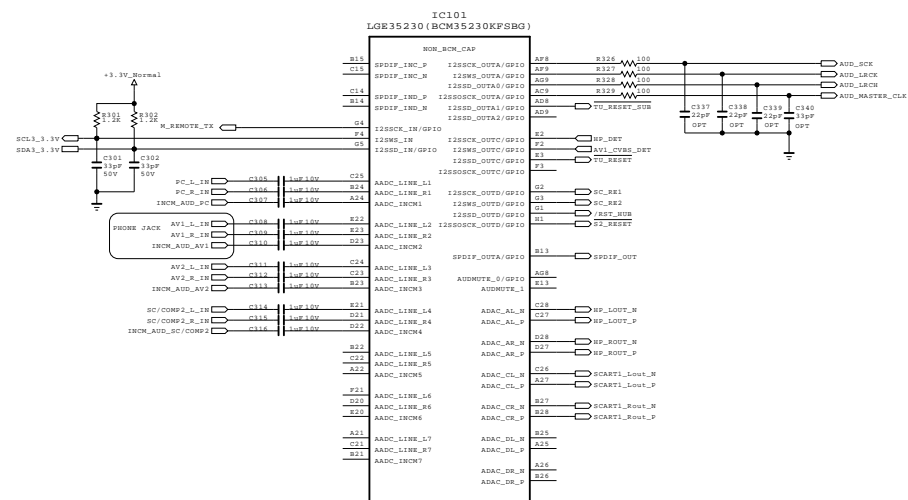 IC101
LGE35230(BCM35230KFSBG)
NON_BCM_CAP
B15 SPDIF_INC_P
C15 SPDIF_INC_N
C14 SPDIF_IND_P
B14 SPDIF_IND_N
+3.3V_Normal
R301 1.2K
R302 1.2K
M_REMOTE_TX
G4 I2SSCK_IN/GPIO
SCL3_3.3V
F4 I2SWS_IN
SDA3_3.3V
G5 I2SSD_IN/GPIO
C301 33pF 50V
C302 33pF 50V
PC_L_IN C305 1uF10V C25 AADC_LINE_L1
PC_R_IN C306 1uF10V B24 AADC_LINE_R1
INCM_AUD_PC C307 1uF10V A24 AADC_INCM1
PHONE JACK
AV1_L_IN C308 1uF10V E22 AADC_LINE_L2
AV1_R_IN C309 1uF10V E23 AADC_LINE_R2
INCM_AUD_AV1 C310 1uF10V D23 AADC_INCM2
AV2_L_IN C311 1uF10V C24 AADC_LINE_L3
AV2_R_IN C312 1uF10V C23 AADC_LINE_R3
INCM_AUD_AV2 C313 1uF10V B23 AADC_INCM3
SC/COMP2_L_IN C314 1uF10V E21 AADC_LINE_L4
SC/COMP2_R_IN C315 1uF10V D21 AADC_LINE_R4
INCM_AUD_SC/COMP2 C316 1uF10V D22 AADC_INCM4
B22 AADC_LINE_L5
C22 AADC_LINE_R5
A22 AADC_INCM5
F21 AADC_LINE_L6
D20 AADC_LINE_R6
E20 AADC_INCM6
A21 AADC_LINE_L7
C21 AADC_LINE_R7
B21 AADC_INCM7
I2SSCK_OUTA/GPIO AF8 R326 100 AUD_SCK
I2SWS_OUTA/GPIO AF9 R327 100 AUD_LRCK
I2SSD_OUTA0/GPIO AG9 R328 100 AUD_LRCH
I2SSOSCK_OUTA/GPIO AC9 R329 100 AUD_MASTER_CLK
I2SSD_OUTA1/GPIO AD8 TU_RESET_SUB
I2SSD_OUTA2/GPIO AD9
C337 22pF OPT
C338 22pF OPT
C339 22pF OPT
C340 33pF OPT
I2SSCK_OUTC/GPIO E2 HP_DET
I2SWS_OUTC/GPIO F2 AV1_CVBS_DET
I2SSD_OUTC/GPIO E3 TU_RESET
I2SSOSCK_OUTC/GPIO F3
I2SSCK_OUTD/GPIO G2 SC_RE1
I2SWS_OUTD/GPIO G3 SC_RE2
I2SSD_OUTD/GPIO G1 /RST_HUB
I2SSOSCK_OUTD/GPIO H1 S2_RESET
SPDIF_OUTA/GPIO B13 SPDIF_OUT
AUDMUTE_0/GPIO AG8
AUDMUTE_1 E13
ADAC_AL_N C28 HP_LOUT_N
ADAC_AL_P C27 HP_LOUT_P
ADAC_AR_N D28 HP_ROUT_N
ADAC_AR_P D27 HP_ROUT_P
ADAC_CL_N C26 SCART1_Lout_N
ADAC_CL_P A27 SCART1_Lout_P
ADAC_CR_N B27 SCART1_Rout_N
ADAC_CR_P B28 SCART1_Rout_P
ADAC_DL_N B25
ADAC_DL_P A25
ADAC_DR_N A26
ADAC_DR_P B26